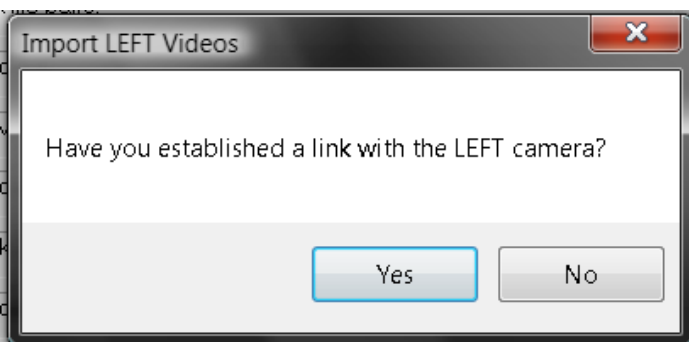 Import LEFT Videos
Have you established a link with the LEFT camera?
Yes
No